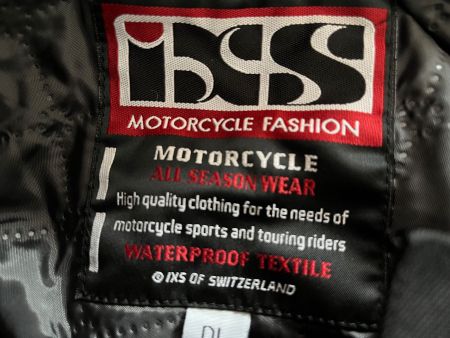 iXS
MOTORCYCLE FASHION
MOTORCYCLE
ALL SEASON WEAR
High quality clothing for the needs of
motorcycle sports and touring riders
WATERPROOF TEXTILE
© IXS OF SWITZERLAND